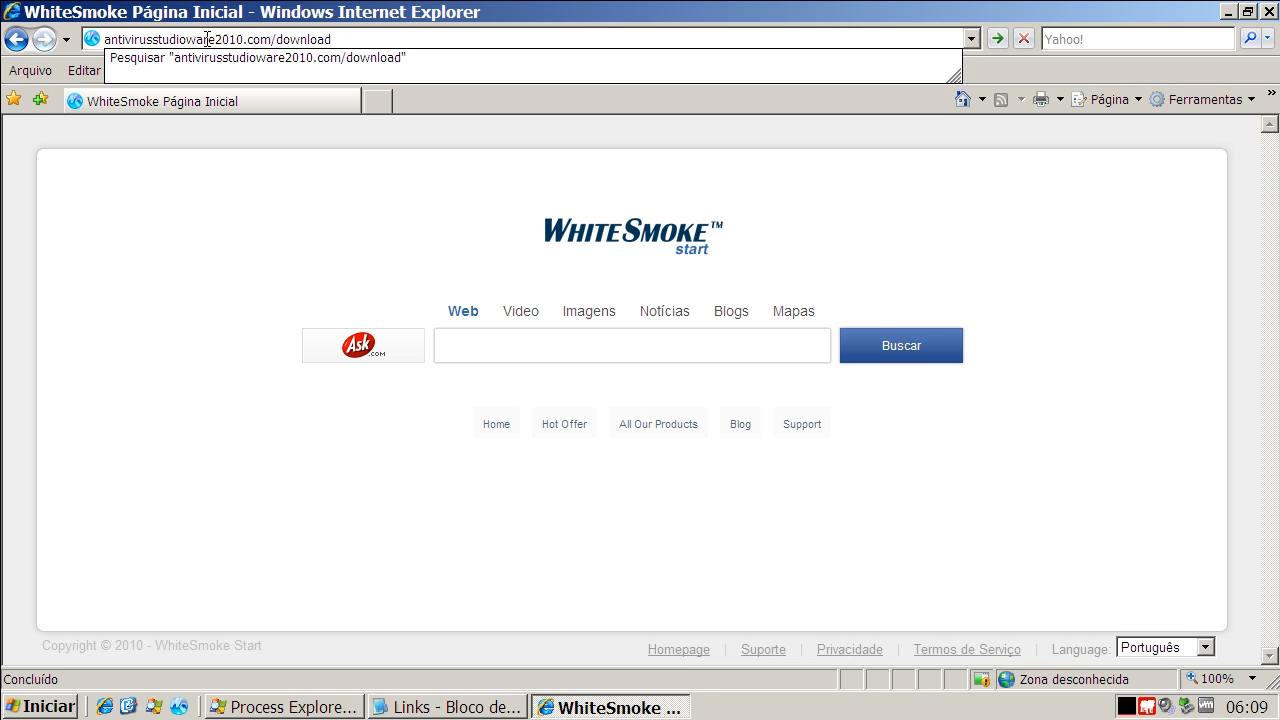 WhiteSmoke Página Inicial - Windows Internet Explorer
antivirusstudioware2010.com/download
Yahoo!
Pesquisar "antivirusstudioware2010.com/download"
Arquivo Editar
WhiteSmoke Página Inicial
Página Ferramentas
WHITESMOKE™
start
Web Video Imagens Notícias Blogs Mapas
Ask.COM
Buscar
Home Hot Offer All Our Products Blog Support
Copyright © 2010 - WhiteSmoke Start
Homepage | Suporte | Privacidade | Termos de Serviço | Language: Português
Concluído
Zona desconhecida
100%
Iniciar
Process Explore...
Links - Bloco de...
WhiteSmoke ...
06:09